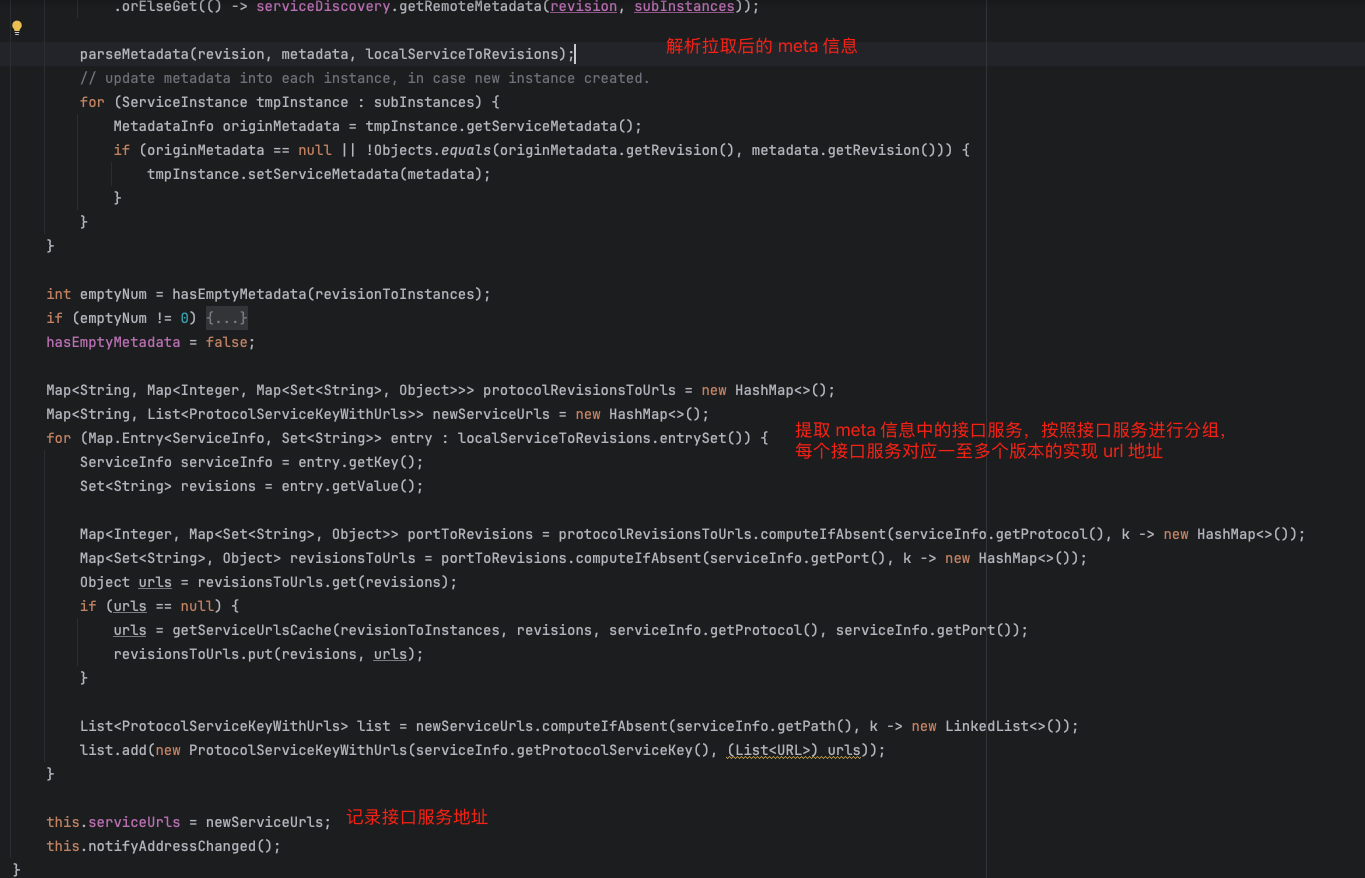 .orElseGet(() -> serviceDiscovery.getRemoteMetadata(revision, subInstances));
parseMetadata(revision, metadata, localServiceToRevisions); 解析拉取后的 meta 信息
// update metadata into each instance, in case new instance created.
for (ServiceInstance tmpInstance : subInstances) {
MetadataInfo originMetadata = tmpInstance.getServiceMetadata();
if (originMetadata == null || !Objects.equals(originMetadata.getRevision(), metadata.getRevision())) {
tmpInstance.setServiceMetadata(metadata);
}
}
}
int emptyNum = hasEmptyMetadata(revisionToInstances);
if (emptyNum != 0) {...}
hasEmptyMetadata = false;
Map<String, Map<Integer, Map<Set<String>, Object>>> protocolRevisionsToUrls = new HashMap<>();
Map<String, List<ProtocolServiceKeyWithUrls>> newServiceUrls = new HashMap<>();
for (Map.Entry<ServiceInfo, Set<String>> entry : localServiceToRevisions.entrySet()) { 提取 meta 信息中的接口服务，按照接口服务进行分组，
每个接口服务对应一至多个版本的实现 url 地址
ServiceInfo serviceInfo = entry.getKey();
Set<String> revisions = entry.getValue();
Map<Integer, Map<Set<String>, Object>> portToRevisions = protocolRevisionsToUrls.computeIfAbsent(serviceInfo.getProtocol(), k -> new HashMap<>());
Map<Set<String>, Object> revisionsToUrls = portToRevisions.computeIfAbsent(serviceInfo.getPort(), k -> new HashMap<>());
Object urls = revisionsToUrls.get(revisions);
if (urls == null) {
urls = getServiceUrlsCache(revisionToInstances, revisions, serviceInfo.getProtocol(), serviceInfo.getPort());
revisionsToUrls.put(revisions, urls);
}
List<ProtocolServiceKeyWithUrls> list = newServiceUrls.computeIfAbsent(serviceInfo.getPath(), k -> new LinkedList<>());
list.add(new ProtocolServiceKeyWithUrls(serviceInfo.getProtocolServiceKey(), (List<URL>) urls));
}
this.serviceUrls = newServiceUrls; 记录接口服务地址
this.notifyAddressChanged();
}